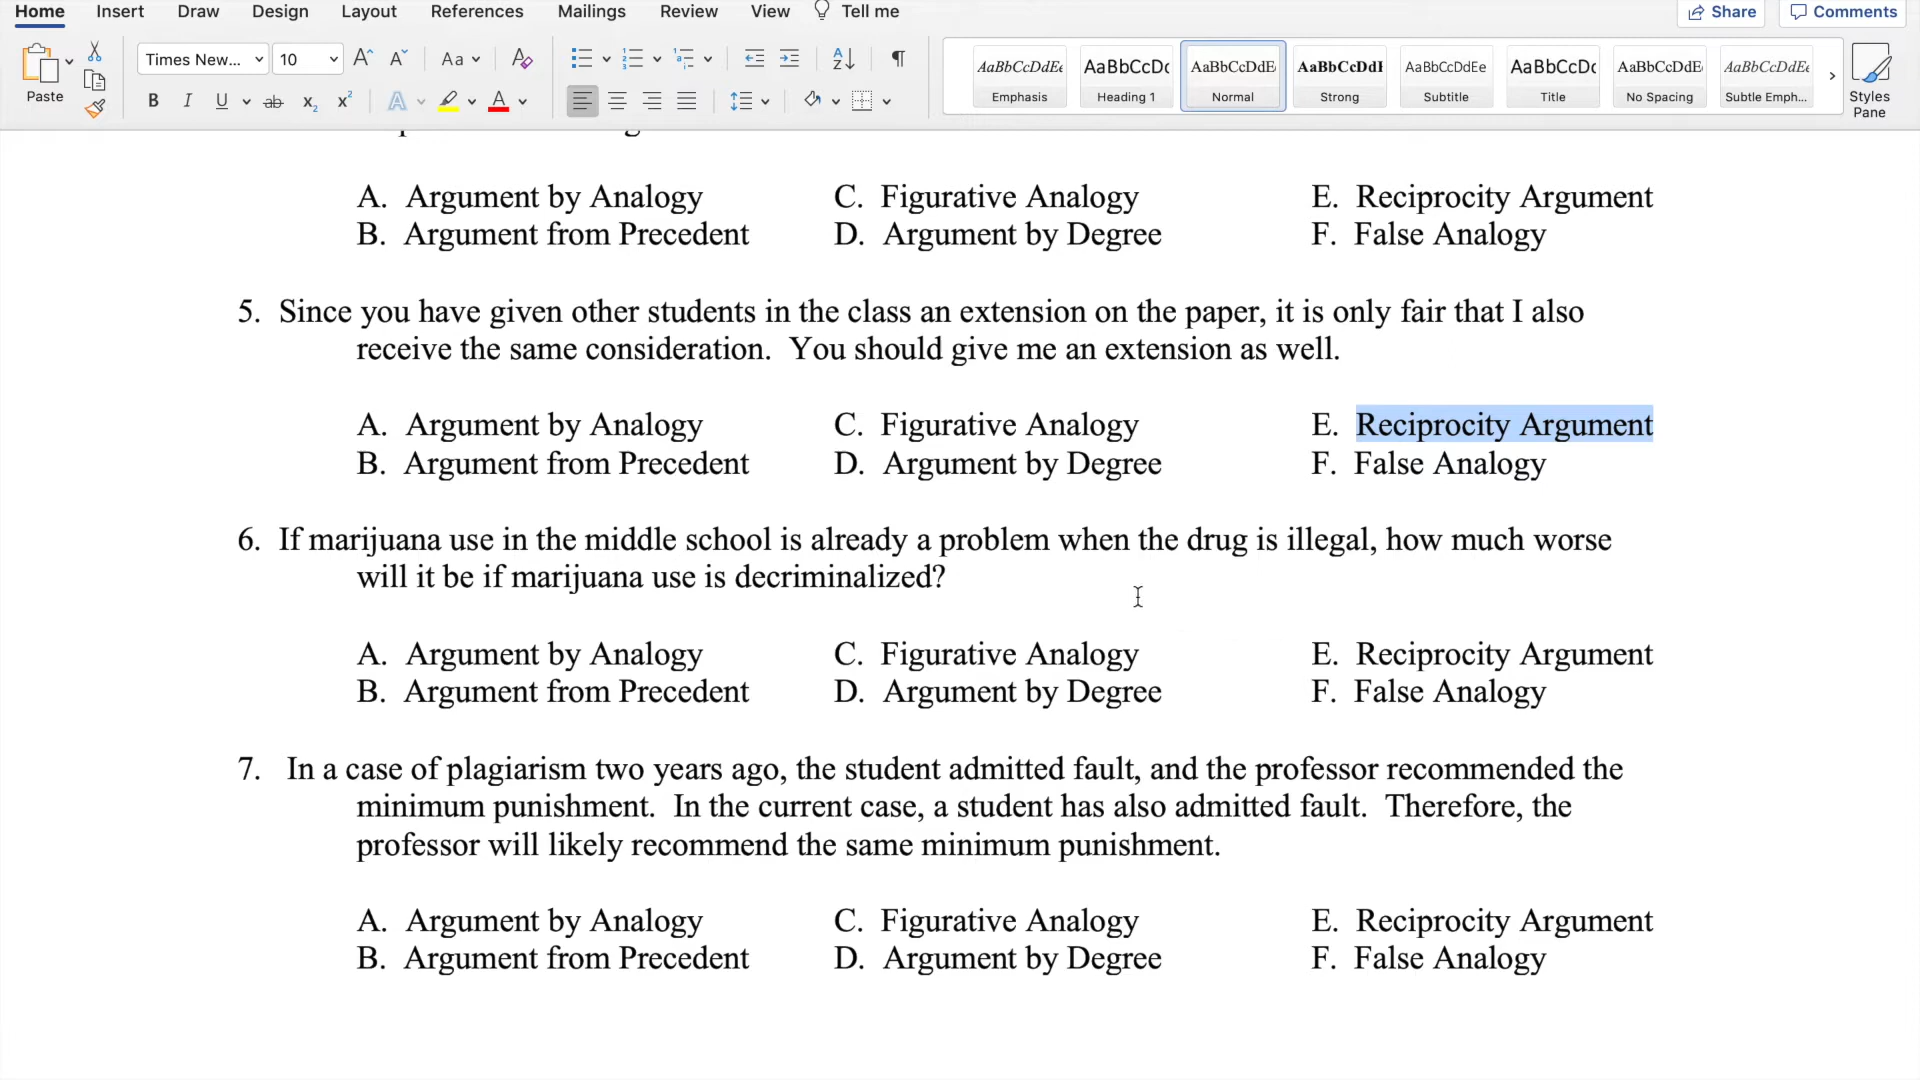 Home Insert Draw Design Layout References Mailings Review View Tell me Share Comments
Paste Times New... 10 Aa
AaBbCcDdEe AaBbCcDc AaBbCcDdE AaBbCcDdI AaBbCcDdEe AaBbCcDc AaBbCcDdE AaBbCcDdEe
Emphasis Heading 1 Normal Strong Subtitle Title No Spacing Subtle Emph... Styles Pane
A. Argument by Analogy C. Figurative Analogy E. Reciprocity Argument
B. Argument from Precedent D. Argument by Degree F. False Analogy
5. Since you have given other students in the class an extension on the paper, it is only fair that I also
receive the same consideration. You should give me an extension as well.
A. Argument by Analogy C. Figurative Analogy E. Reciprocity Argument
B. Argument from Precedent D. Argument by Degree F. False Analogy
6. If marijuana use in the middle school is already a problem when the drug is illegal, how much worse
will it be if marijuana use is decriminalized?
A. Argument by Analogy C. Figurative Analogy E. Reciprocity Argument
B. Argument from Precedent D. Argument by Degree F. False Analogy
7. In a case of plagiarism two years ago, the student admitted fault, and the professor recommended the
minimum punishment. In the current case, a student has also admitted fault. Therefore, the
professor will likely recommend the same minimum punishment.
A. Argument by Analogy C. Figurative Analogy E. Reciprocity Argument
B. Argument from Precedent D. Argument by Degree F. False Analogy